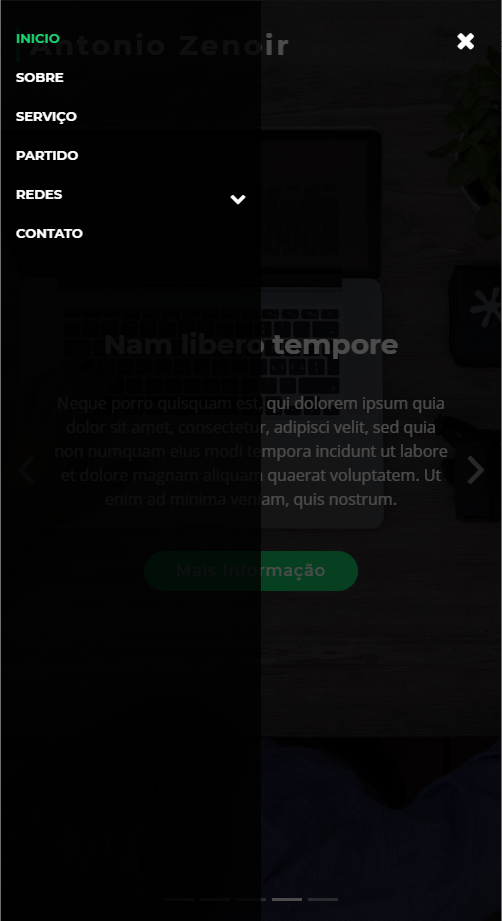 Antonio Zenoir
INICIO
SOBRE
SERVIÇO
PARTIDO
REDES
CONTATO
Nam libero tempore
Neque porro quisquam est, qui dolorem ipsum quia
dolor sit amet, consectetur, adipisci velit, sed quia
non numquam eius modi tempora incidunt ut labore
et dolore magnam aliquam quaerat voluptatem. Ut
enim ad minima veniam, quis nostrum.
Mais Informação